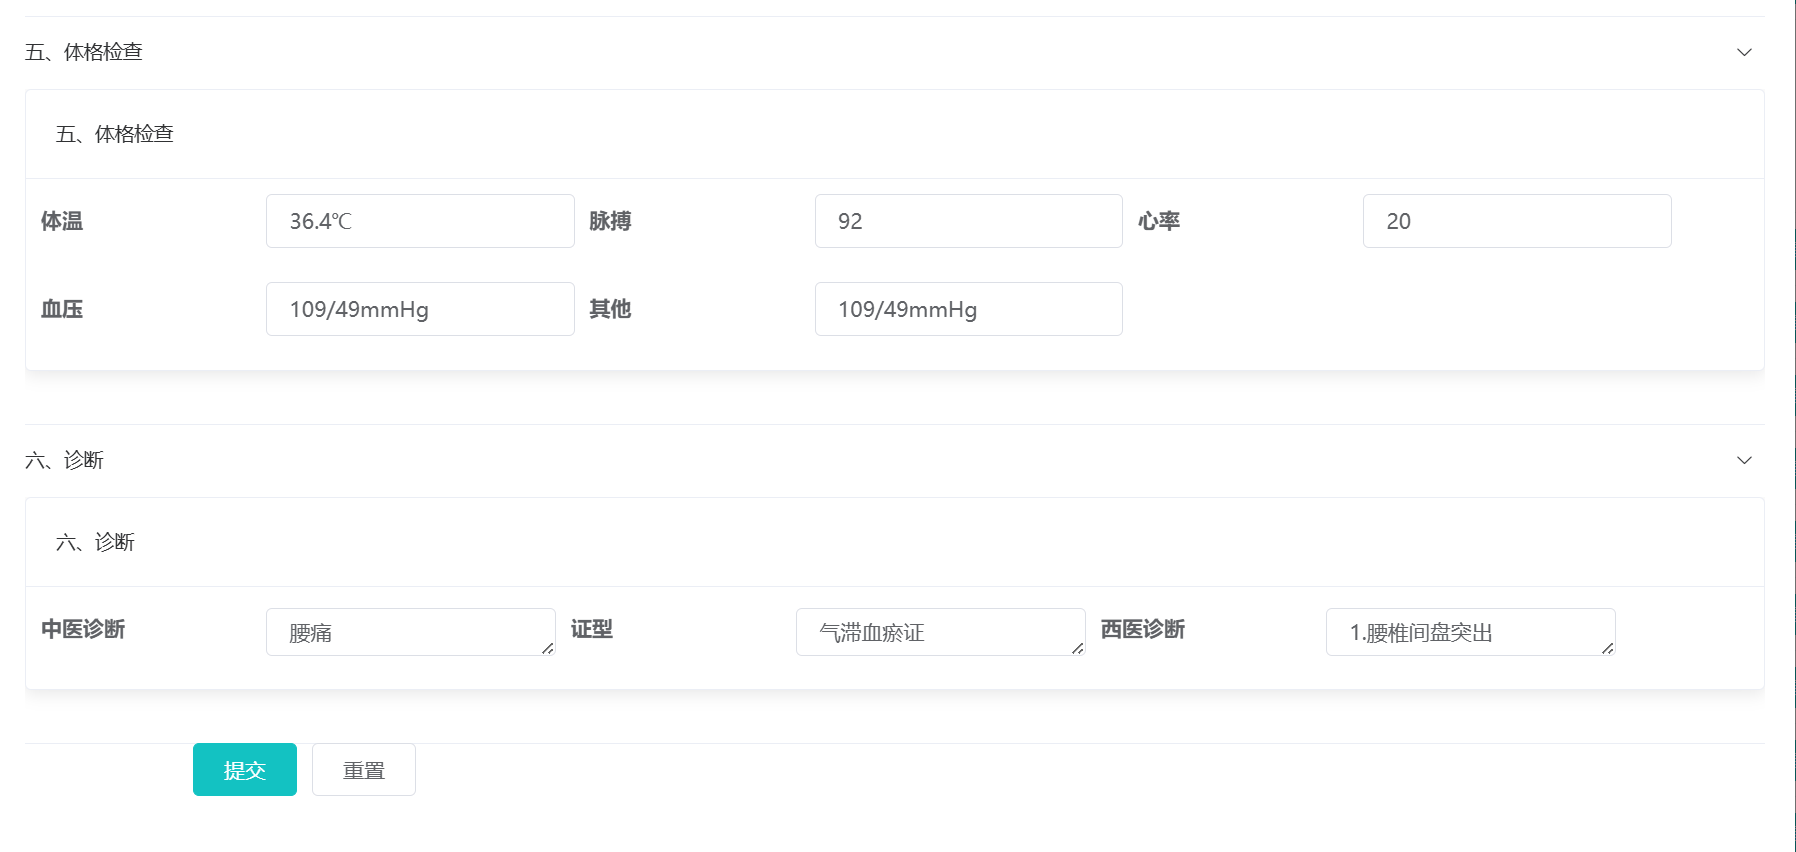 五、体格检查
五、体格检查
体温 36.4℃ 脉搏 92 心率 20
血压 109/49mmHg 其他 109/49mmHg
六、诊断
六、诊断
中医诊断 腰痛 证型 气滞血瘀证 西医诊断 1.腰椎间盘突出
提交 重置